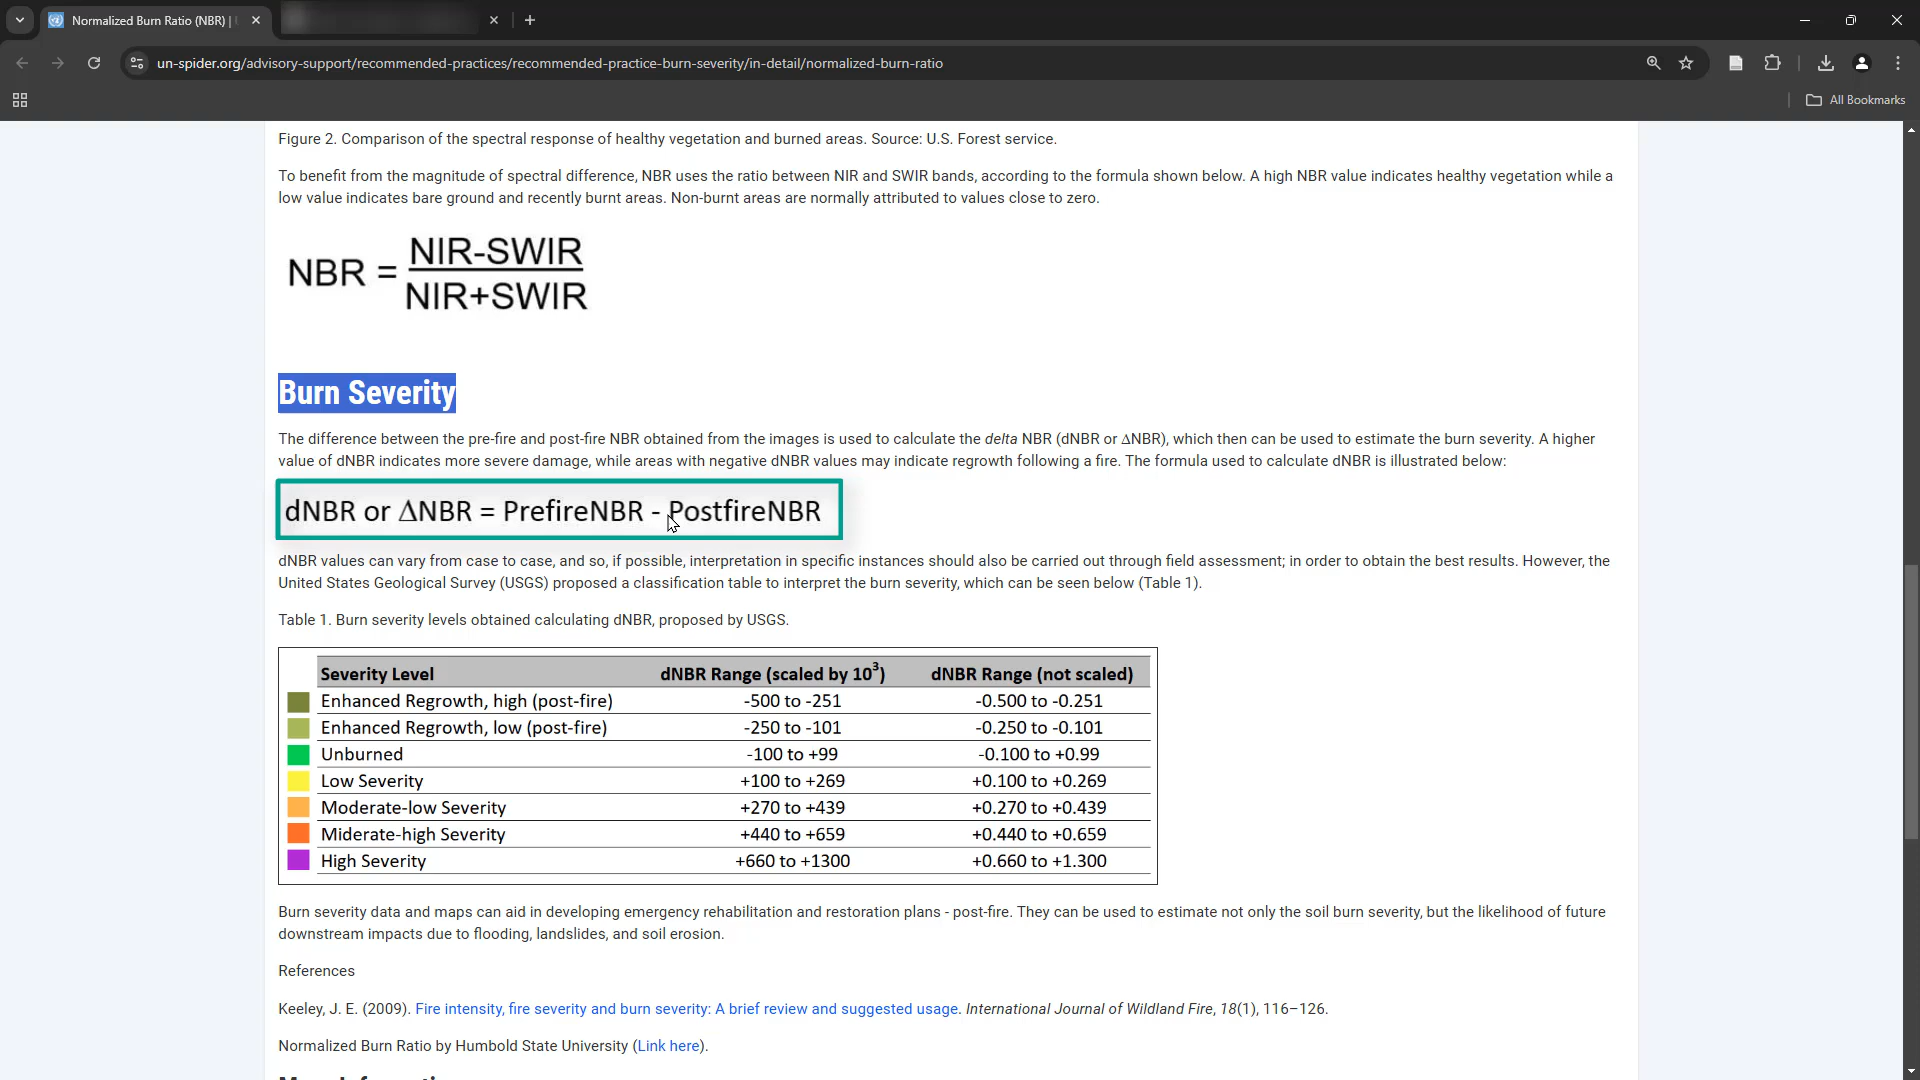 Normalized Burn Ratio (NBR) |
un-spider.org/advisory-support/recommended-practices/recommended-practice-burn-severity/in-detail/normalized-burn-ratio
All Bookmarks
Figure 2. Comparison of the spectral response of healthy vegetation and burned areas. Source: U.S. Forest service.
To benefit from the magnitude of spectral difference, NBR uses the ratio between NIR and SWIR bands, according to the formula shown below. A high NBR value indicates healthy vegetation while a
low value indicates bare ground and recently burnt areas. Non-burnt areas are normally attributed to values close to zero.
NBR = NIR-SWIR
NIR+SWIR
Burn Severity
The difference between the pre-fire and post-fire NBR obtained from the images is used to calculate the delta NBR (dNBR or ∆NBR), which then can be used to estimate the burn severity. A higher
value of dNBR indicates more severe damage, while areas with negative dNBR values may indicate regrowth following a fire. The formula used to calculate dNBR is illustrated below:
dNBR or ∆NBR = PrefireNBR - PostfireNBR
dNBR values can vary from case to case, and so, if possible, interpretation in specific instances should also be carried out through field assessment; in order to obtain the best results. However, the
United States Geological Survey (USGS) proposed a classification table to interpret the burn severity, which can be seen below (Table 1).
Table 1. Burn severity levels obtained calculating dNBR, proposed by USGS.
Severity Level dNBR Range (scaled by 10³) dNBR Range (not scaled)
Enhanced Regrowth, high (post-fire) -500 to -251 -0.500 to -0.251
Enhanced Regrowth, low (post-fire) -250 to -101 -0.250 to -0.101
Unburned -100 to +99 -0.100 to +0.99
Low Severity +100 to +269 +0.100 to +0.269
Moderate-low Severity +270 to +439 +0.270 to +0.439
Miderate-high Severity +440 to +659 +0.440 to +0.659
High Severity +660 to +1300 +0.660 to +1.300
Burn severity data and maps can aid in developing emergency rehabilitation and restoration plans - post-fire. They can be used to estimate not only the soil burn severity, but the likelihood of future
downstream impacts due to flooding, landslides, and soil erosion.
References
Keeley, J. E. (2009). Fire intensity, fire severity and burn severity: A brief review and suggested usage. International Journal of Wildland Fire, 18(1), 116–126.
Normalized Burn Ratio by Humbold State University (Link here).